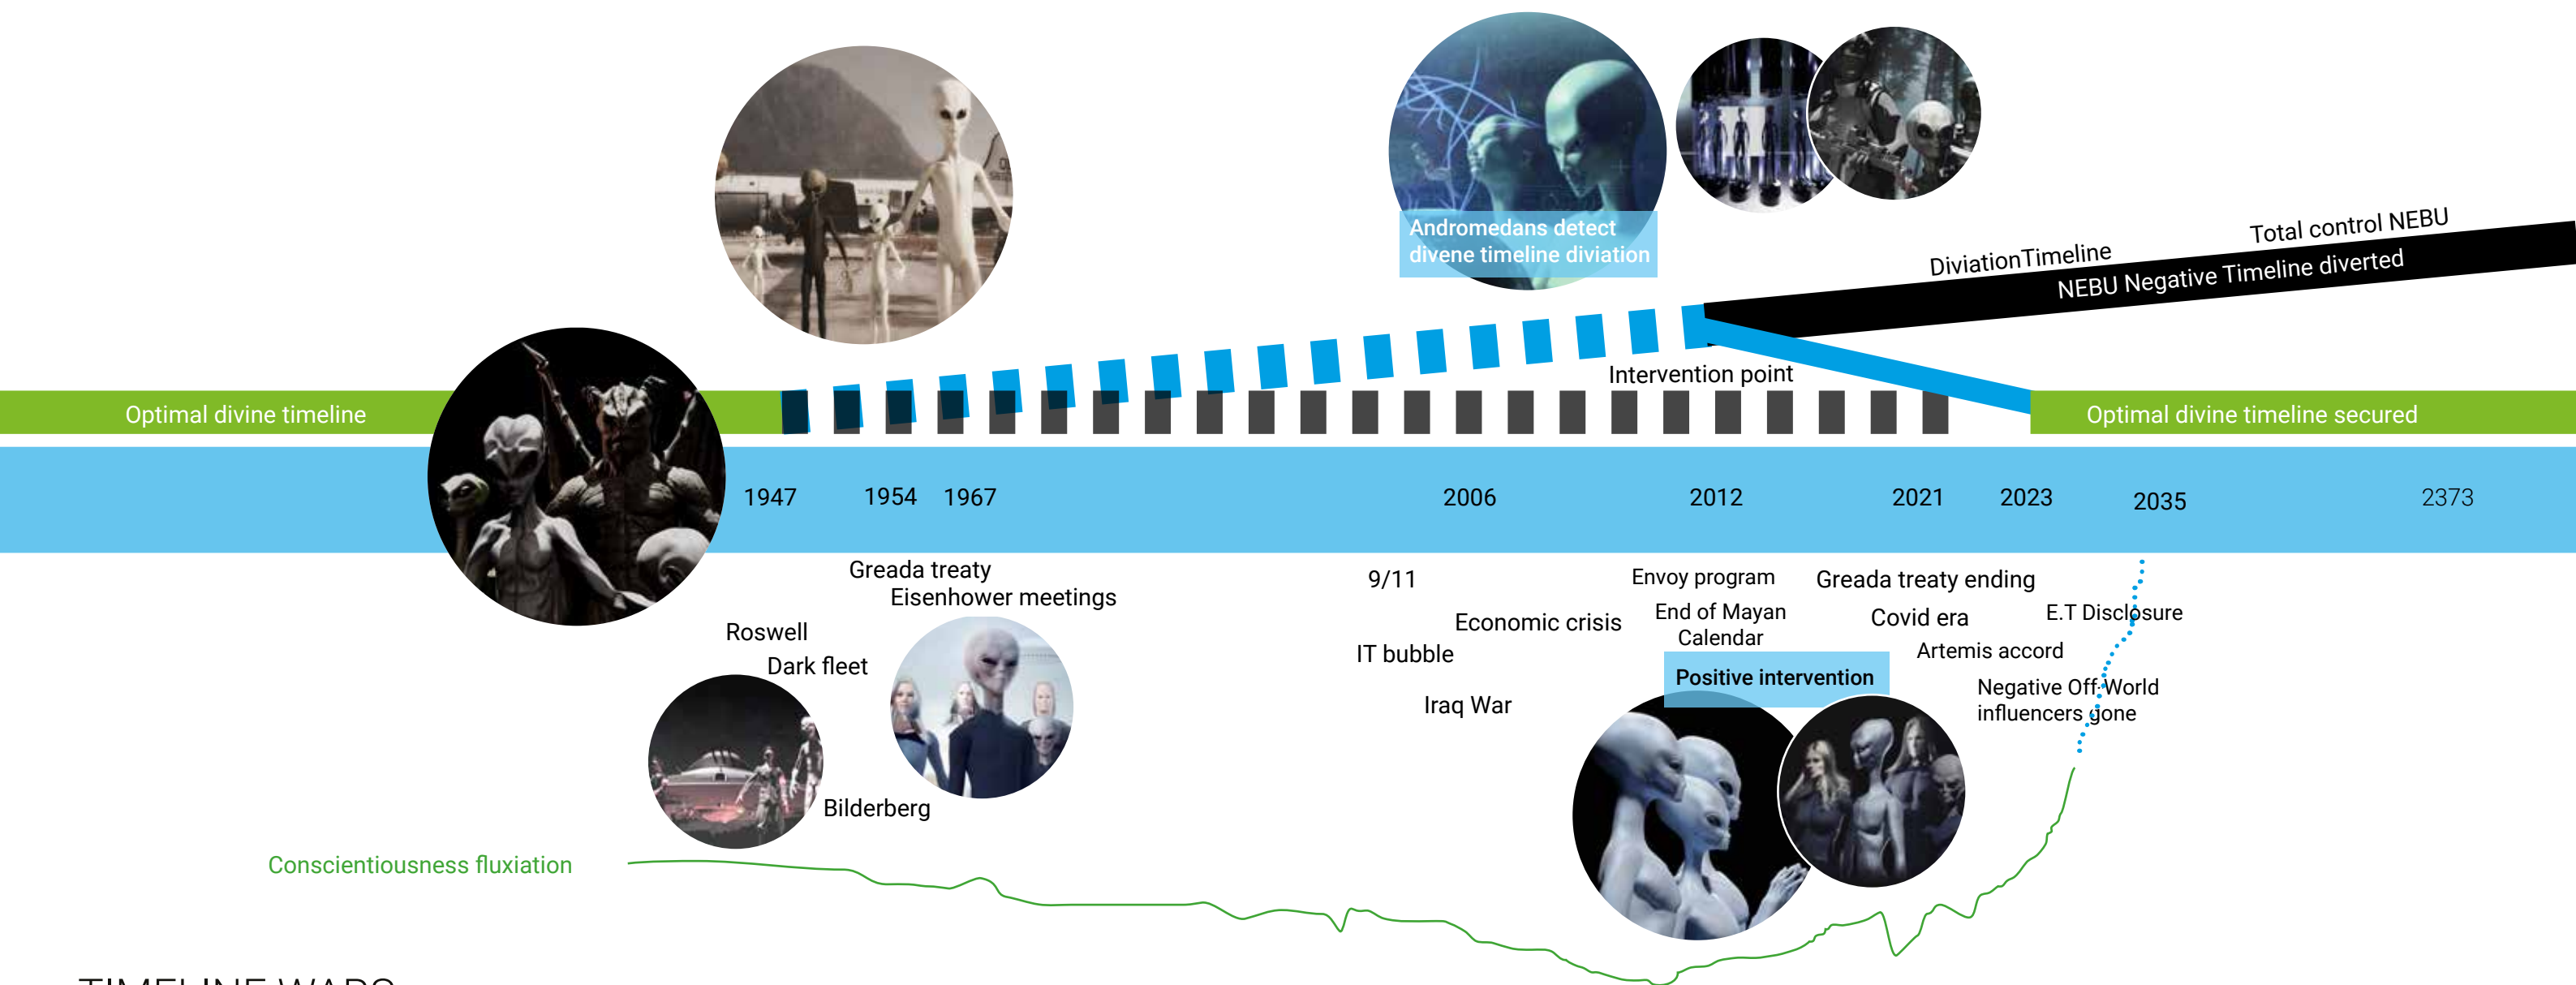 Andromedans detect
divene timeline diviation
Total control NEBU
DiviationTimeline
NEBU Negative Timeline diverted
Intervention point
Optimal divine timeline
Optimal divine timeline secured
1947
1954
1967
2006
2012
2021
2023
2035
2373
Greada treaty
Eisenhower meetings
Roswell
Dark fleet
Bilderberg
9/11
Economic crisis
IT bubble
Iraq War
Envoy program
End of Mayan
Calendar
Positive intervention
Greada treaty ending
Covid era
E.T Disclosure
Artemis accord
Negative Off-World
influencers gone
Conscientiousness fluxiation
TIMELINE WARS